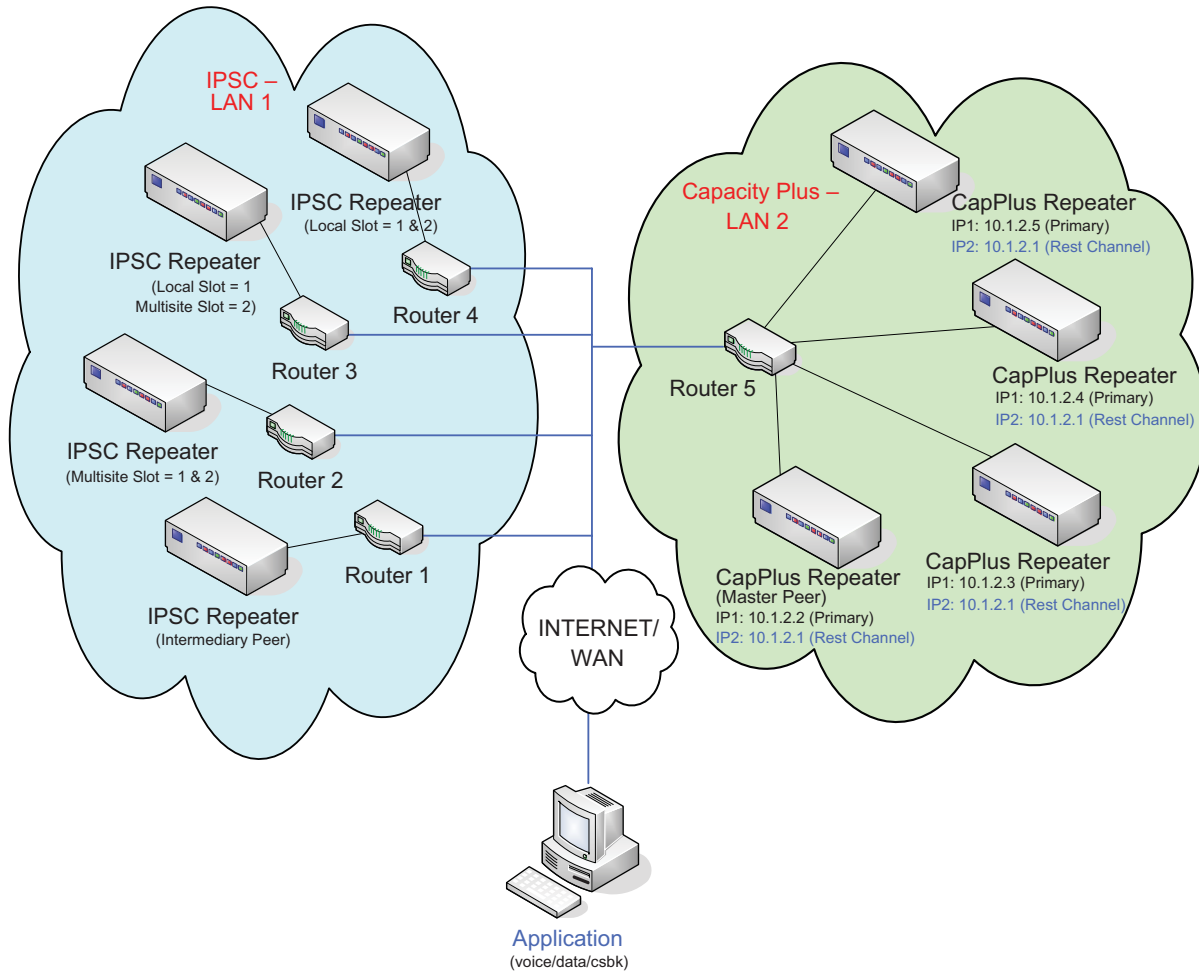 IPSC –
LAN 1
IPSC Repeater
(Local Slot = 1 & 2)
Router 4
IPSC Repeater
(Local Slot = 1
Multisite Slot = 2)
Router 3
IPSC Repeater
(Multisite Slot = 1 & 2)
Router 2
IPSC Repeater
(Intermediary Peer)
Router 1
Capacity Plus –
LAN 2
CapPlus Repeater
IP1: 10.1.2.5 (Primary)
IP2: 10.1.2.1 (Rest Channel)
Router 5
CapPlus Repeater
IP1: 10.1.2.4 (Primary)
IP2: 10.1.2.1 (Rest Channel)
CapPlus Repeater
IP1: 10.1.2.3 (Primary)
IP2: 10.1.2.1 (Rest Channel)
CapPlus Repeater
(Master Peer)
IP1: 10.1.2.2 (Primary)
IP2: 10.1.2.1 (Rest Channel)
INTERNET/
WAN
Application
(voice/data/csbk)